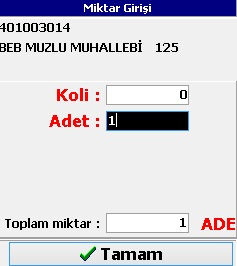 Miktar Girişi
401003014
BEB MUZLU MUHALLEBİ 125
Koli : 0
Adet : 1
Toplam miktar : 1 ADE
Tamam